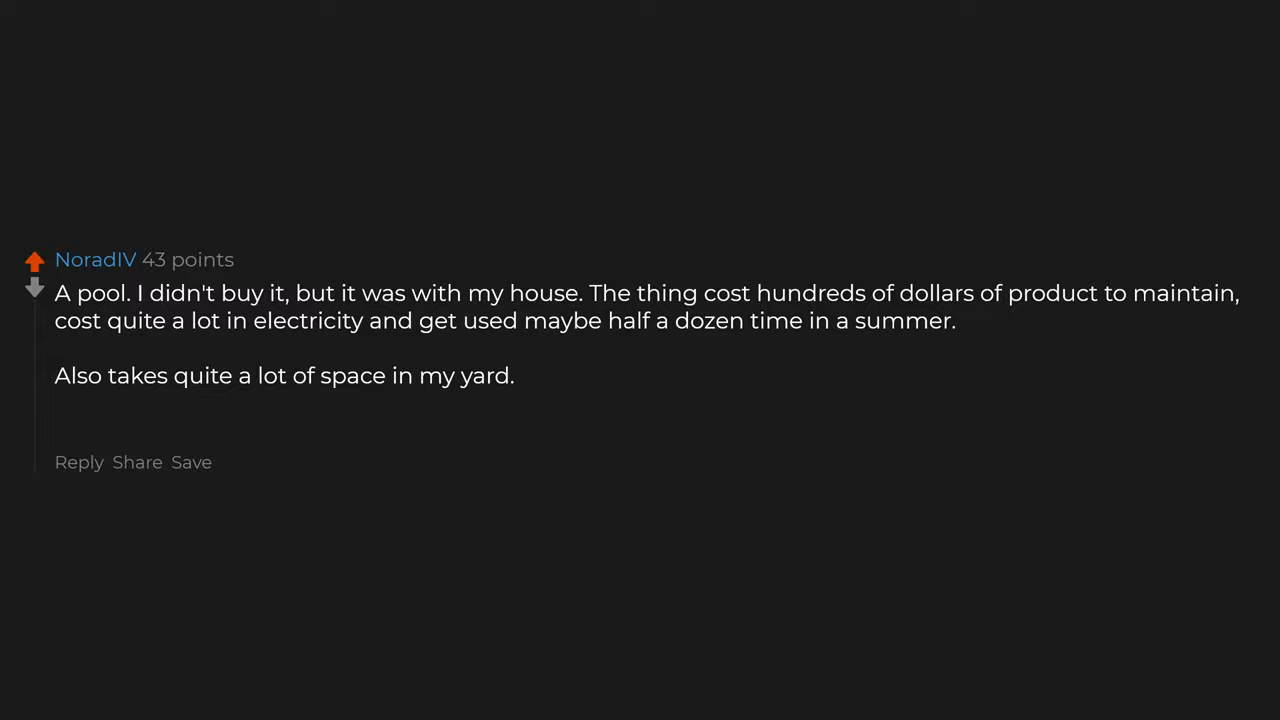 NoradIV 43 points
A pool. I didn't buy it, but it was with my house. The thing cost hundreds of dollars of product to maintain,
cost quite a lot in electricity and get used maybe half a dozen time in a summer.
Also takes quite a lot of space in my yard.
Reply Share Save